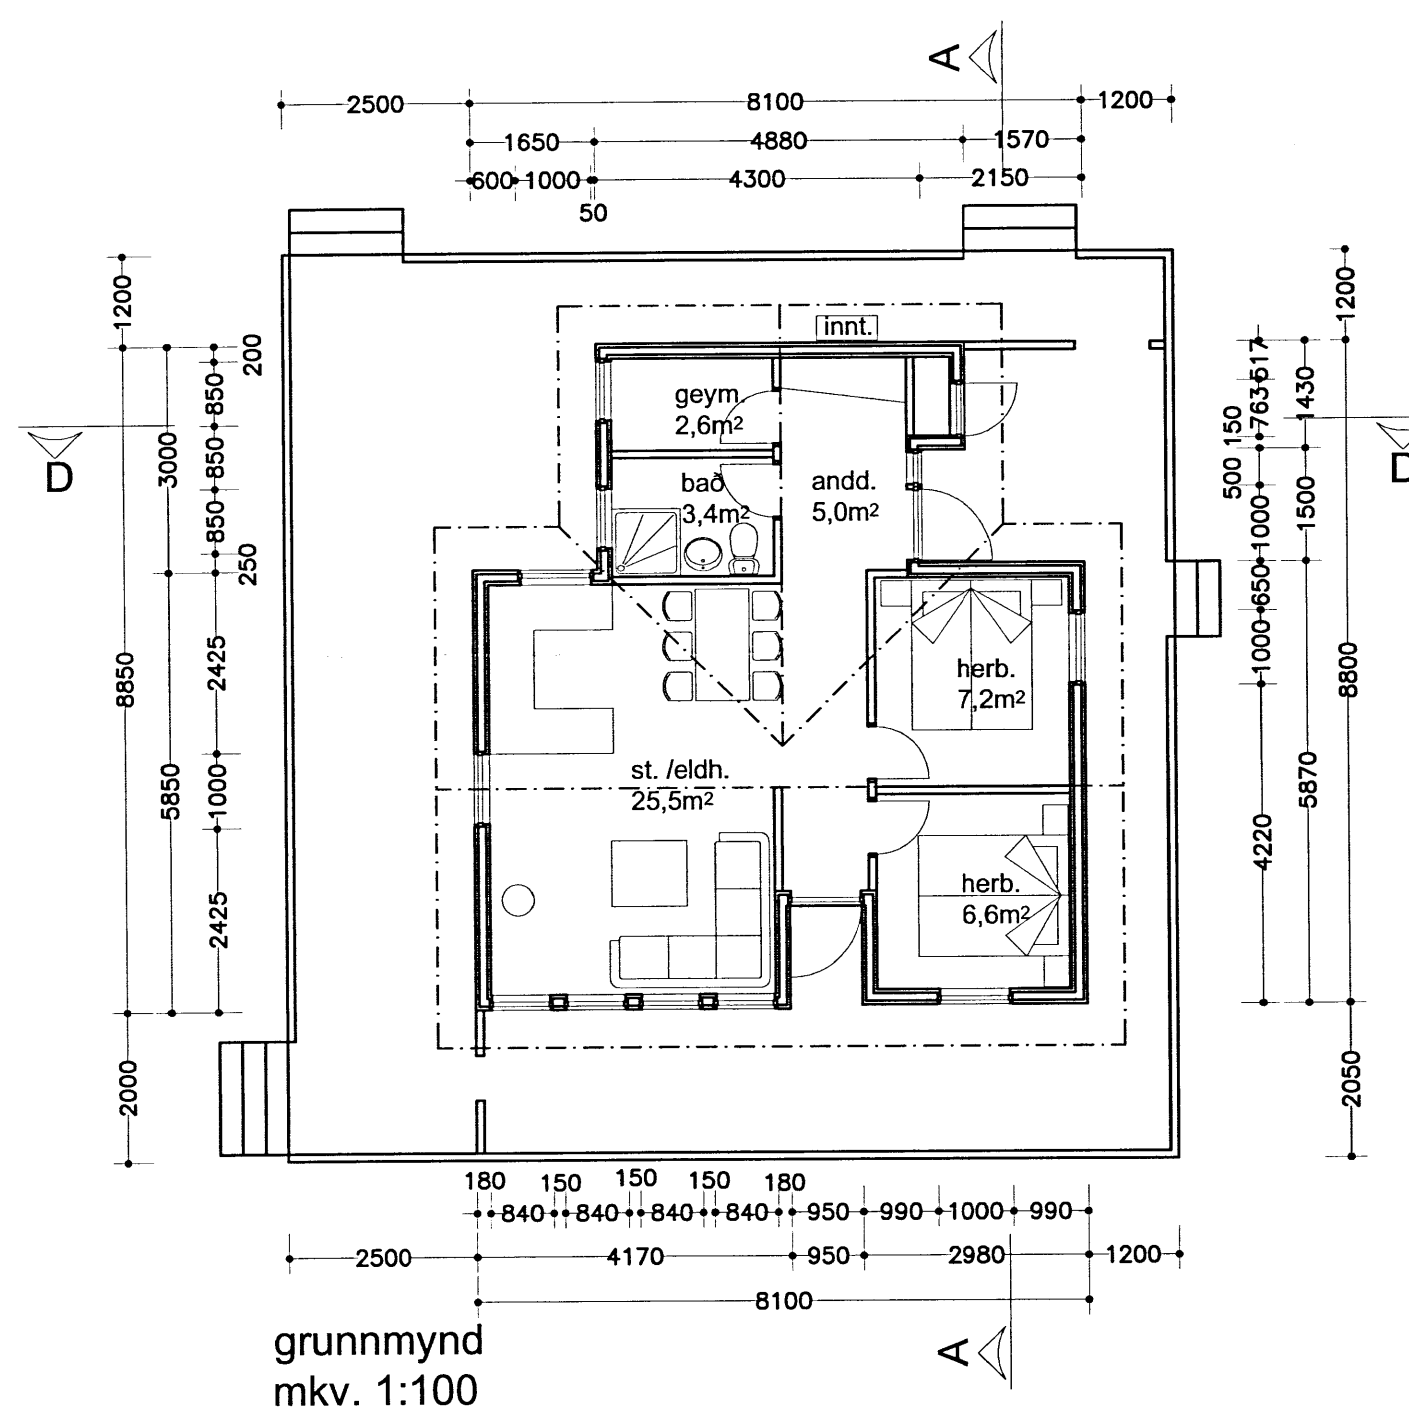 A
2500 8100 1200
1650 4880 1570
600 1000 4300 2150
50
1200
200
850
850
850
250
3000
8850
2425
1000
2425
5850
2000
D
innt.
geym.
2,6m²
bað
3,4m²
andd.
5,0m²
herb.
7,2m²
st. /eldh.
25,5m²
herb.
6,6m²
1200
517
763
150
1430
500
1000
1500
650
1000
8800
5870
4220
2050
D
180 150 150 150 180
840 840 840 840 950 990 1000 990
2500 4170 950 2980 1200
8100
A
grunnmynd
mkv. 1:100